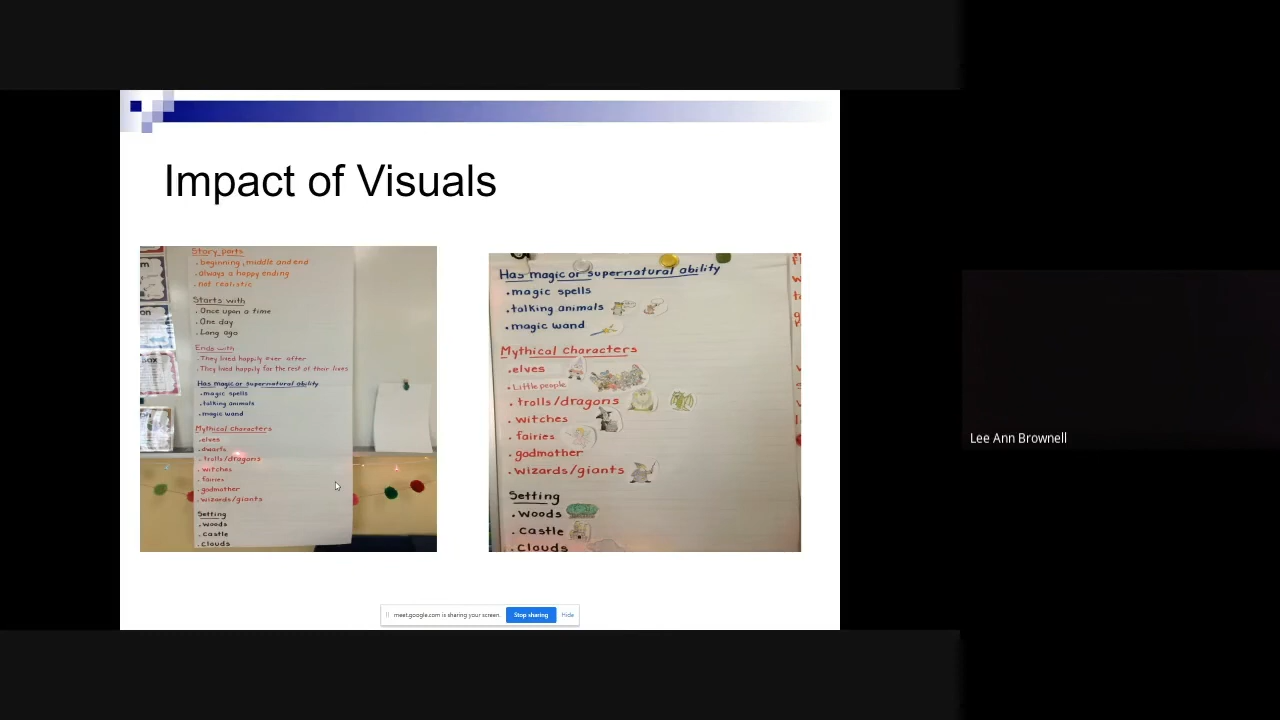 Impact of Visuals
Story parts
. beginning, middle and end
. always a happy ending
. not realistic
Starts with
. Once upon a time
. One day
. Long ago
Ends with
. They lived happily ever after
. They lived happily for the rest of their lives
Has magic or supernatural ability
. magic spells
. talking animals
. magic wand
Mythical characters
. elves
. dwarfs
. trolls/dragons
. witches
. fairies
. godmother
. wizards/giants
Setting
. woods
. castle
. clouds
Has magic or supernatural ability
. magic spells
. talking animals
. magic wand
Mythical characters
. elves
. Little people
. trolls/dragons
. witches
. fairies
. godmother
. wizards/giants
Setting
. woods
. Castle
. Clouds
meet.google.com is sharing your screen.
Stop sharing
Hide
Lee Ann Brownell